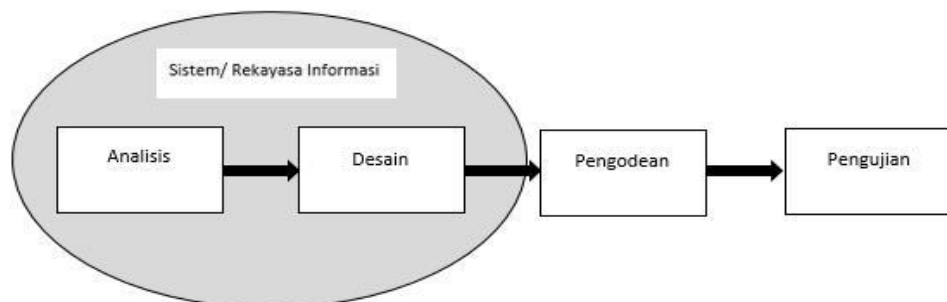 Sistem/ Rekayasa Informasi
Analisis
Desain
Pengodean
Pengujian